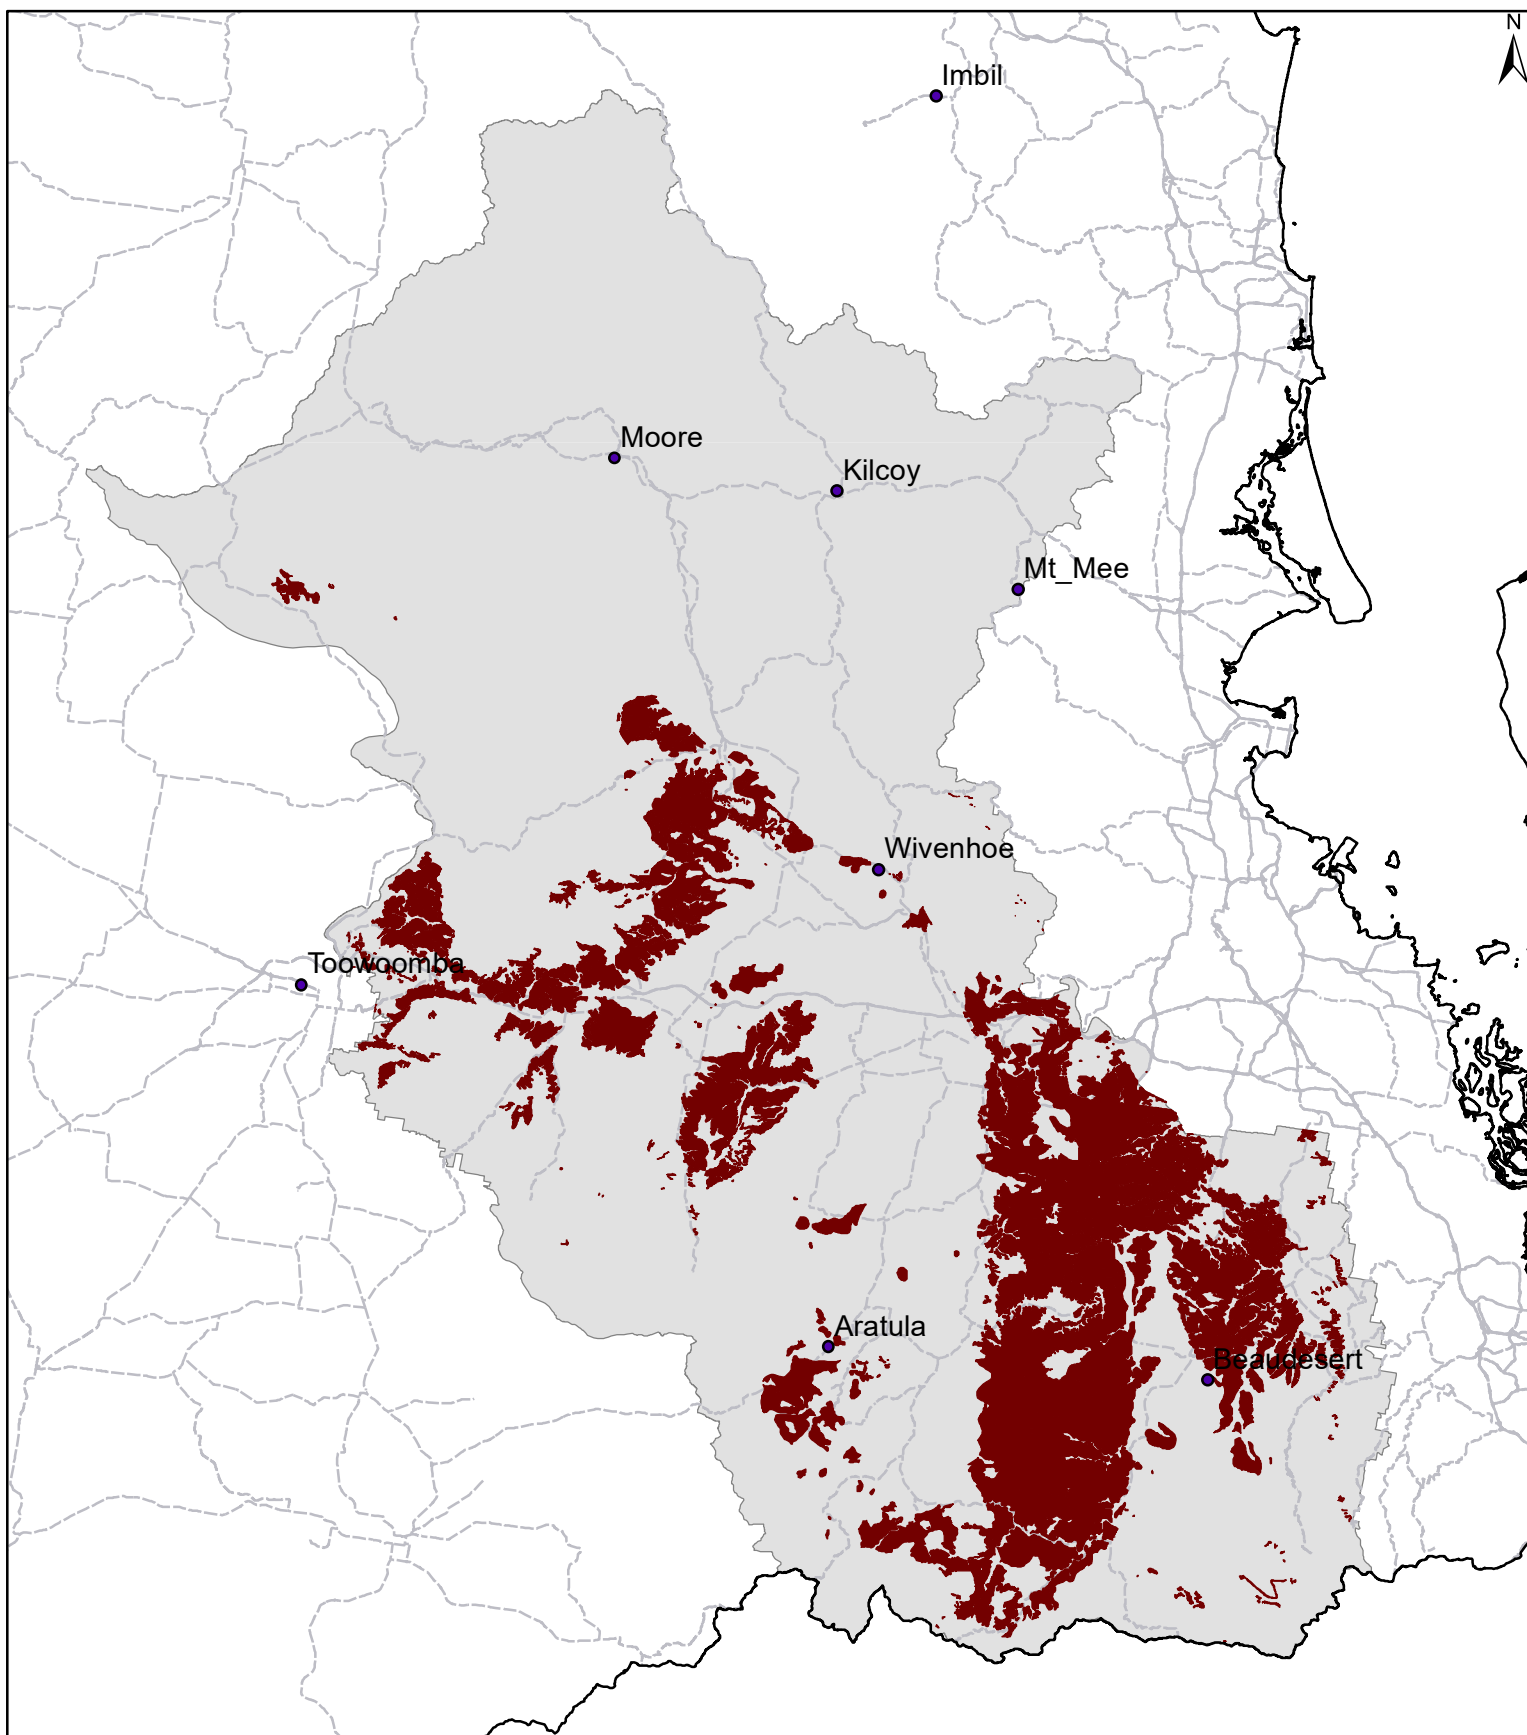 N
Imbil
Moore
Kilcoy
Mt_Mee
Wivenhoe
Toowoomba
Aratula
Beaudesert